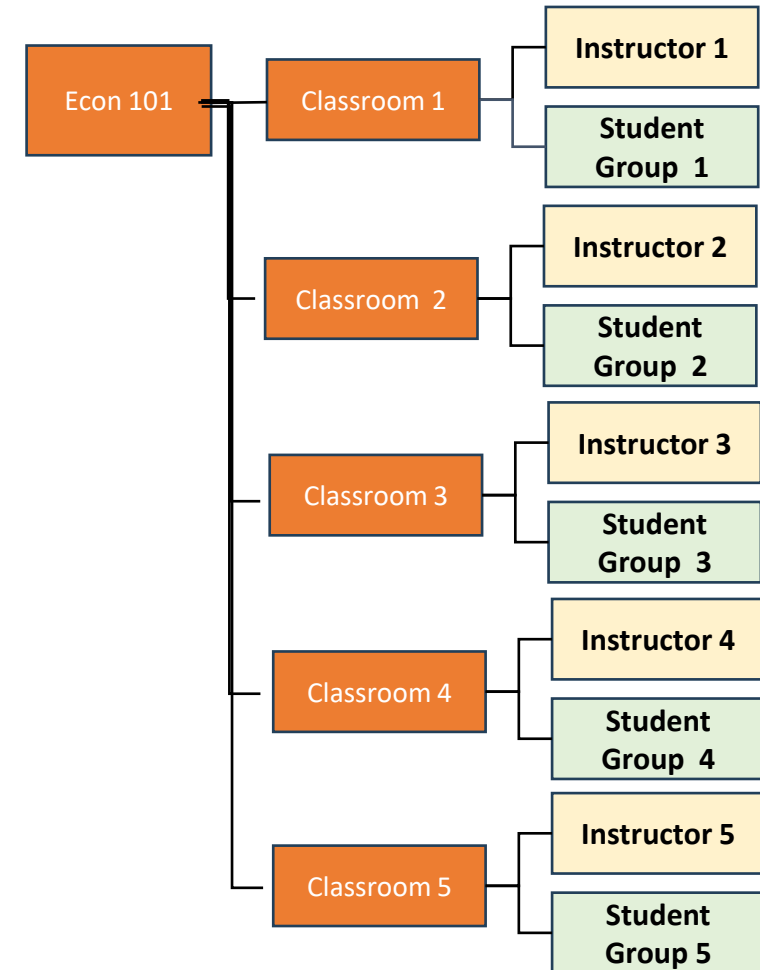 Econ 101
Classroom 1
Instructor 1
Student
Group 1
Classroom 2
Instructor 2
Student
Group 2
Classroom 3
Instructor 3
Student
Group 3
Classroom 4
Instructor 4
Student
Group 4
Classroom 5
Instructor 5
Student
Group 5